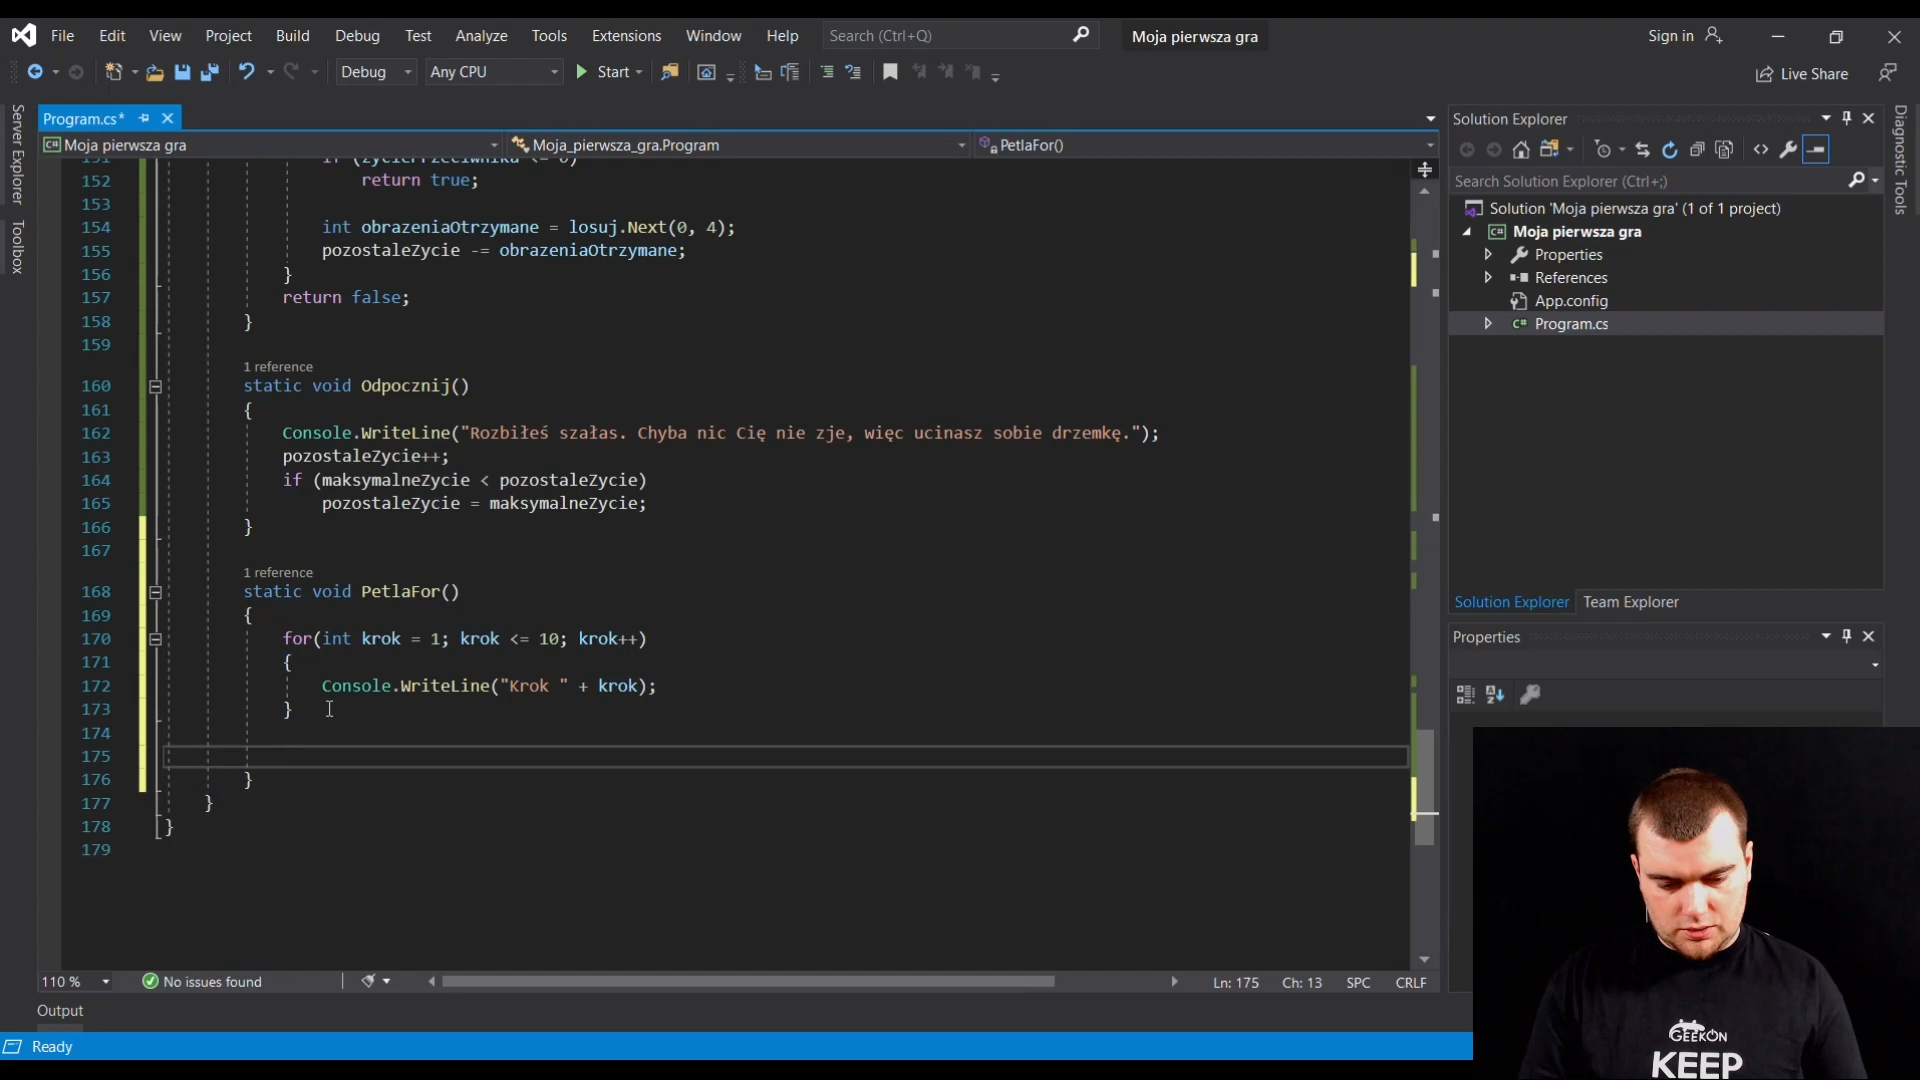 File Edit View Project Build Debug Test Analyze Tools Extensions Window Help Search (Ctrl+Q) Moja pierwsza gra Sign in
Debug Any CPU Start Live Share
Server Explorer
Toolbox
Program.cs*
Moja pierwsza gra Moja_pierwsza_gra.Program PetlaFor()
151 if (zyciePrzeciwnika <= 0)
152 return true;
153
154 int obrazeniaOtrzymane = losuj.Next(0, 4);
155 pozostaleZycie -= obrazeniaOtrzymane;
156 }
157 return false;
158 }
159
1 reference
160 static void Odpocznij()
161 {
162 Console.WriteLine("Rozbiłeś szałas. Chyba nic Cię nie zje, więc ucinasz sobie drzemkę.");
163 pozostaleZycie++;
164 if (maksymalneZycie < pozostaleZycie)
165 pozostaleZycie = maksymalneZycie;
166 }
167
1 reference
168 static void PetlaFor()
169 {
170 for(int krok = 1; krok <= 10; krok++)
171 {
172 Console.WriteLine("Krok " + krok);
173 }
174
175
176 }
177 }
178 }
179
110 % No issues found Ln: 175 Ch: 13 SPC CRLF
Output
Ready
Solution Explorer
Search Solution Explorer (Ctrl+;)
Solution 'Moja pierwsza gra' (1 of 1 project)
C# Moja pierwsza gra
Properties
References
App.config
C# Program.cs
Solution Explorer Team Explorer
Properties
Diagnostic Tools
GEEKON
KEEP